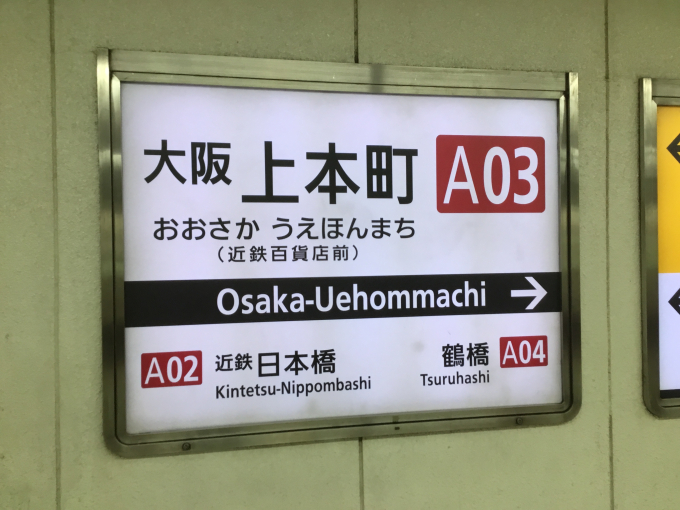 大阪 上本町 A03
おおさか うえほんまち
（近鉄百貨店前）
Osaka-Uehommachi →
A02 近鉄日本橋 鶴橋 A04
Kintetsu-Nippombashi Tsuruhashi